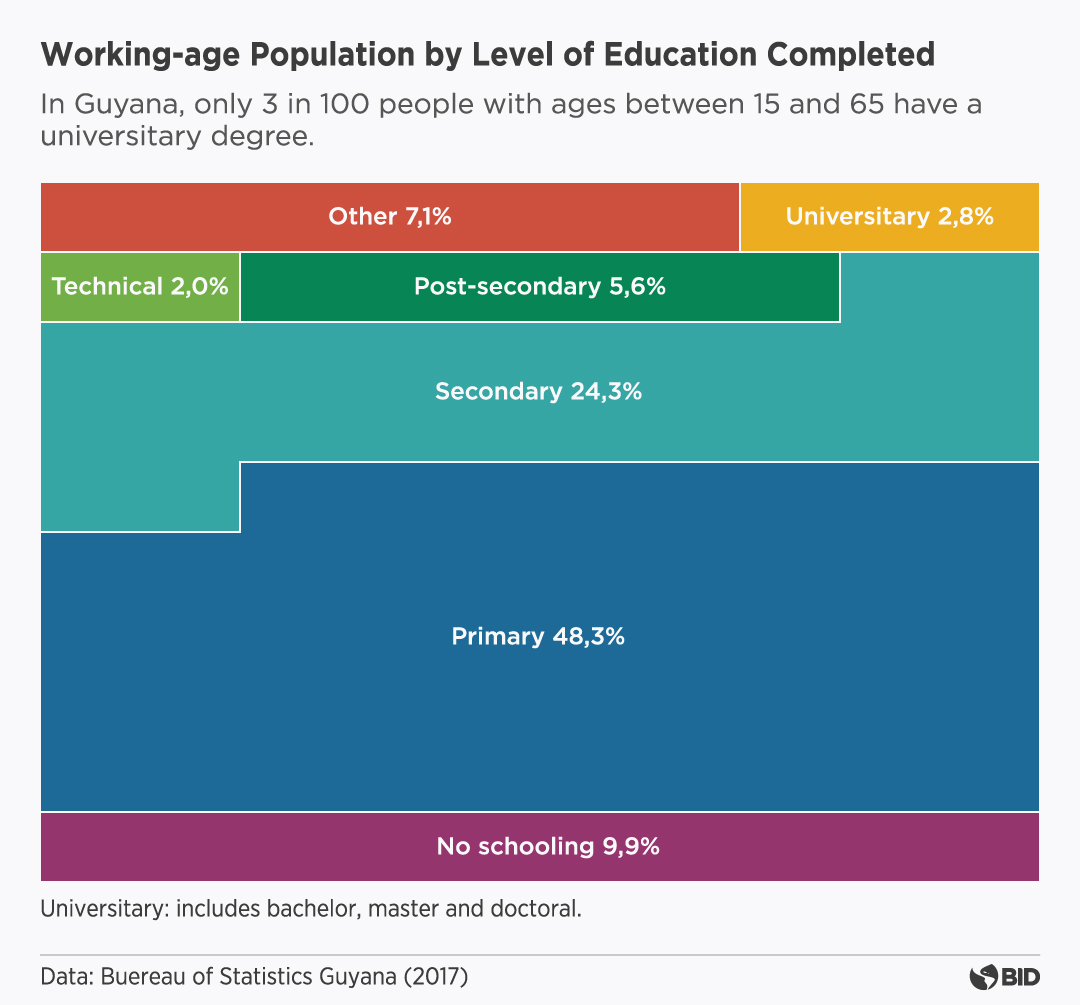 Working-age Population by Level of Education Completed
In Guyana, only 3 in 100 people with ages between 15 and 65 have a
universitary degree.
Other 7,1%
Universitary 2,8%
Technical 2,0%
Post-secondary 5,6%
Secondary 24,3%
Primary 48,3%
No schooling 9,9%
Universitary: includes bachelor, master and doctoral.
Data: Buereau of Statistics Guyana (2017)
BID